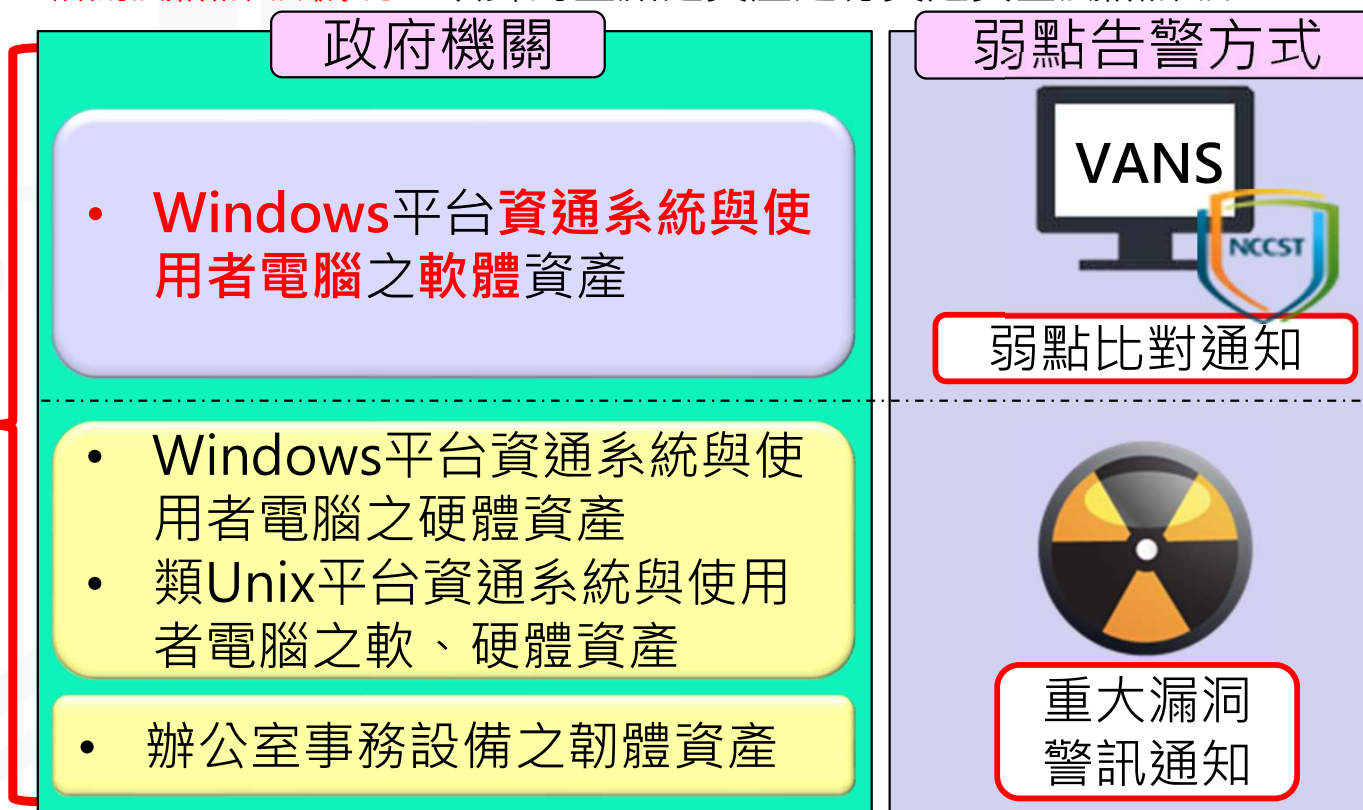 政府機關
弱點告警方式
• Windows平台資通系統與使
用者電腦之軟體資產
VANS
NCCST
弱點比對通知
• Windows平台資通系統與使
用者電腦之硬體資產
• 類Unix平台資通系統與使用
者電腦之軟、硬體資產
• 辦公室事務設備之韌體資產
重大漏洞
警訊通知